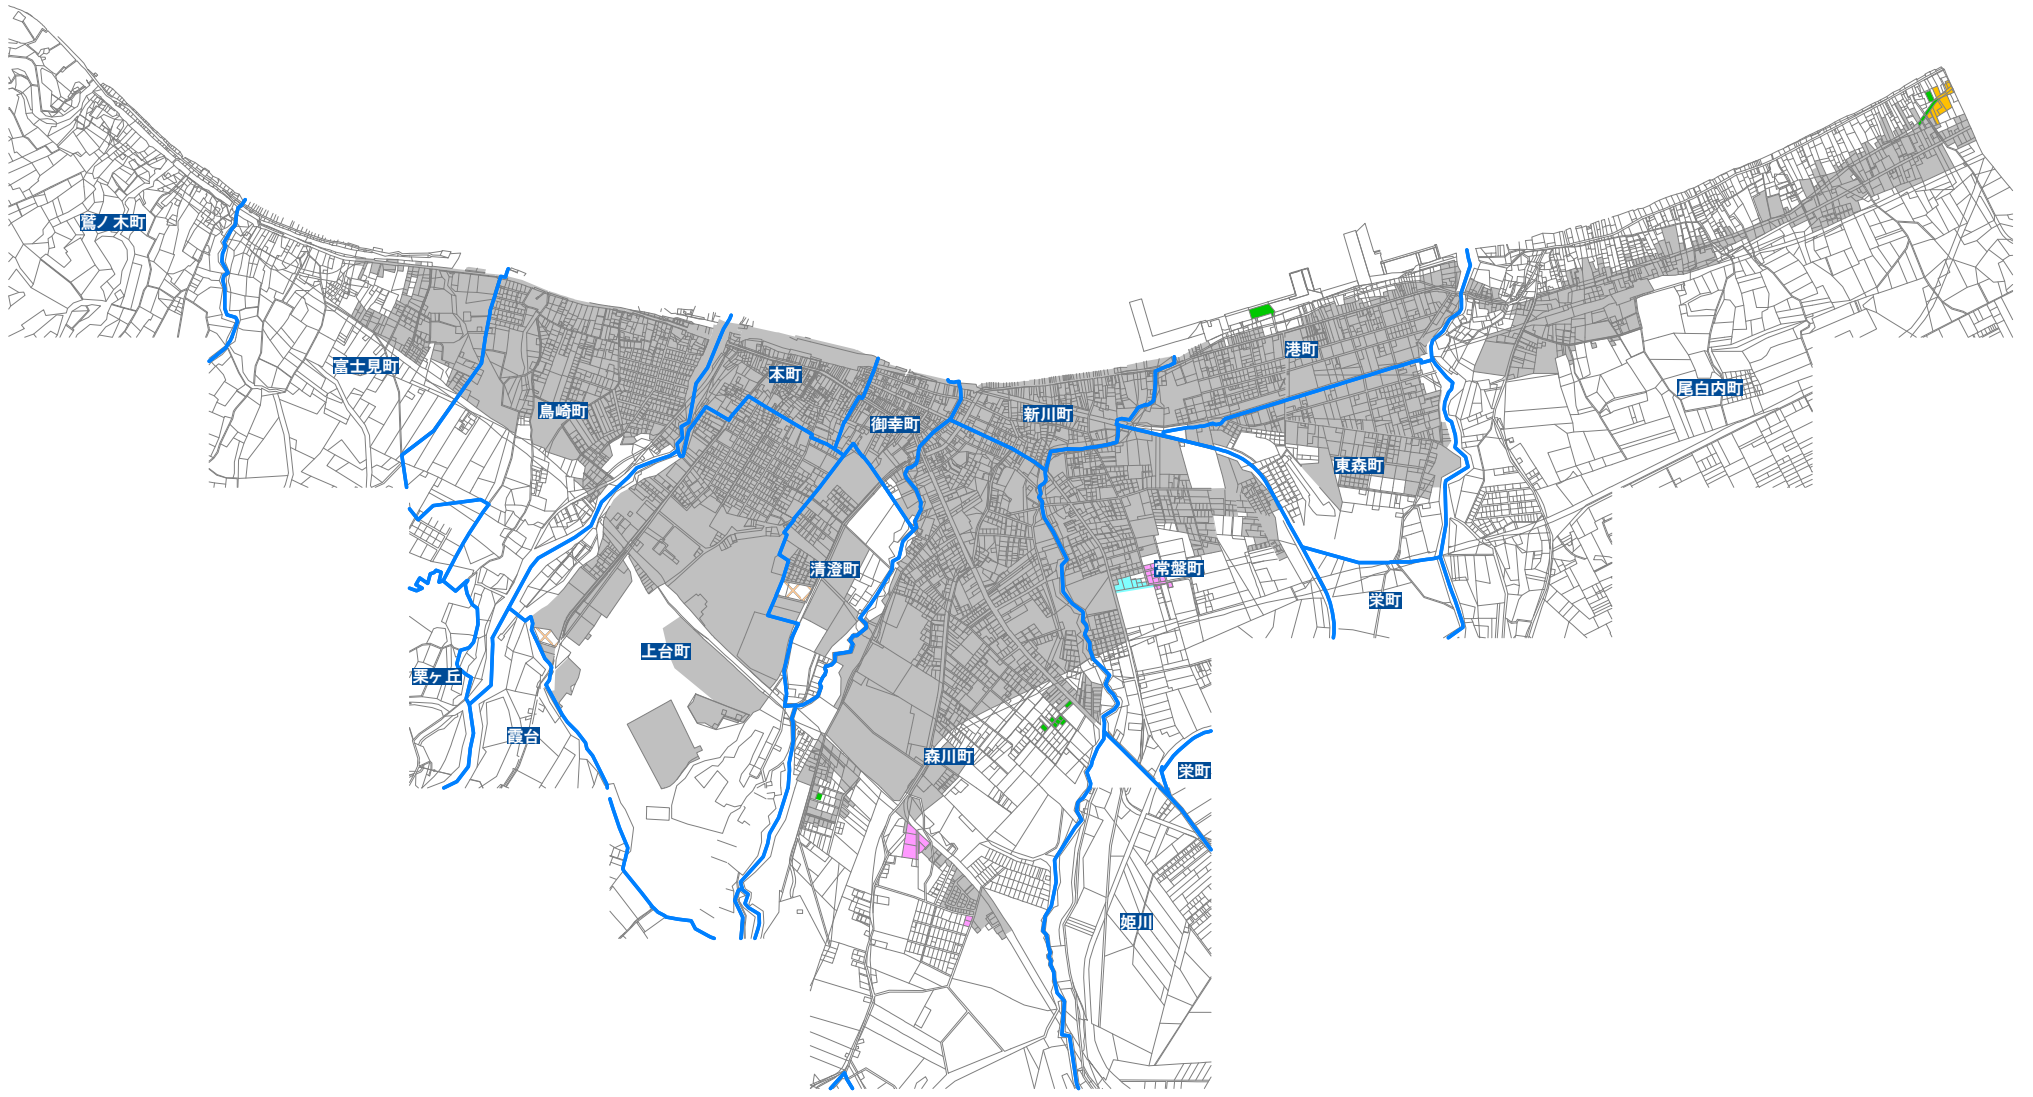 鷲ノ木町
富士見町
鳥崎町
本町
御幸町
新川町
港町
尾白内町
東森町
清澄町
常盤町
栄町
上台町
栗ヶ丘
霞台
森川町
栄町
姫川